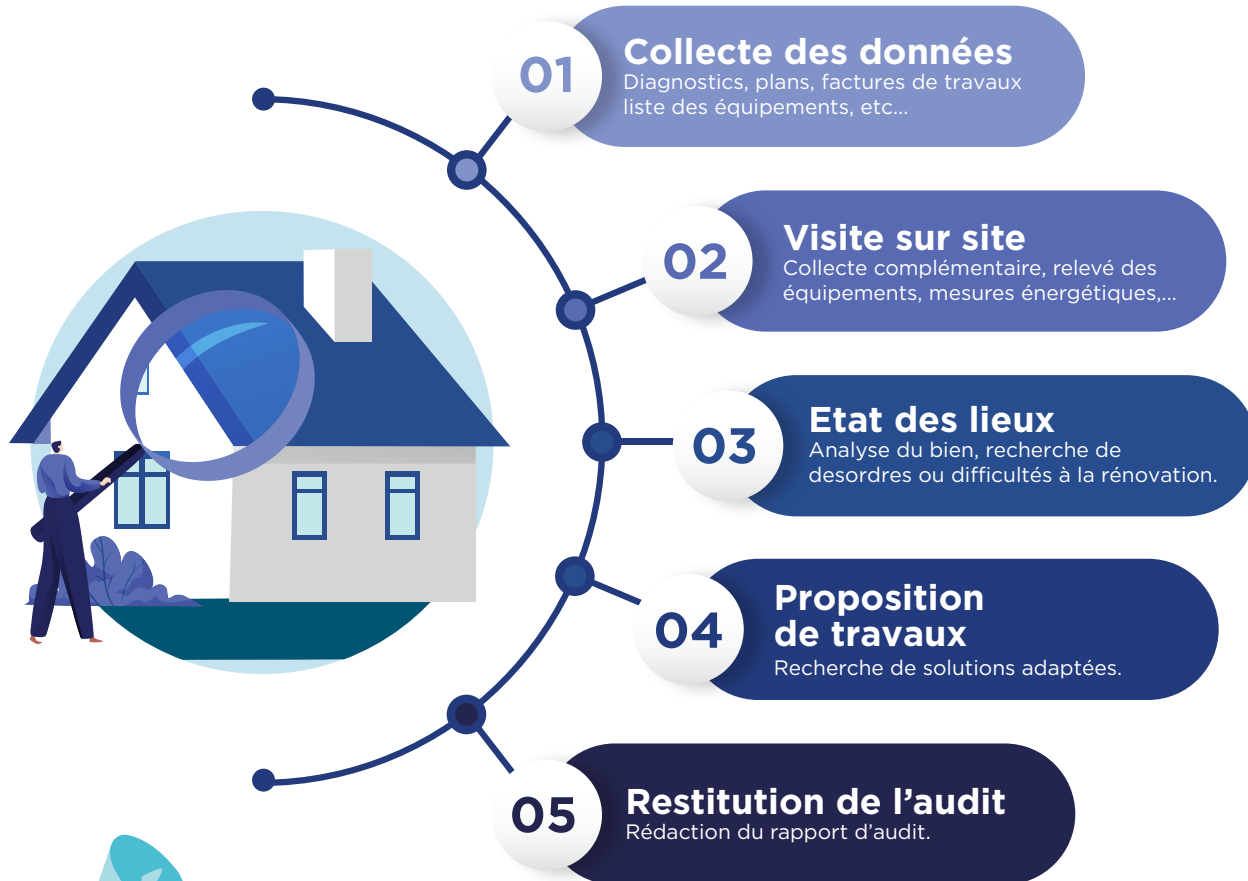 01
Collecte des données
Diagnostics, plans, factures de travaux
liste des équipements, etc...
02
Visite sur site
Collecte complémentaire, relevé des
équipements, mesures énergétiques,...
03
Etat des lieux
Analyse du bien, recherche de
desordres ou difficultés à la rénovation.
04
Proposition
de travaux
Recherche de solutions adaptées.
05
Restitution de l’audit
Rédaction du rapport d’audit.